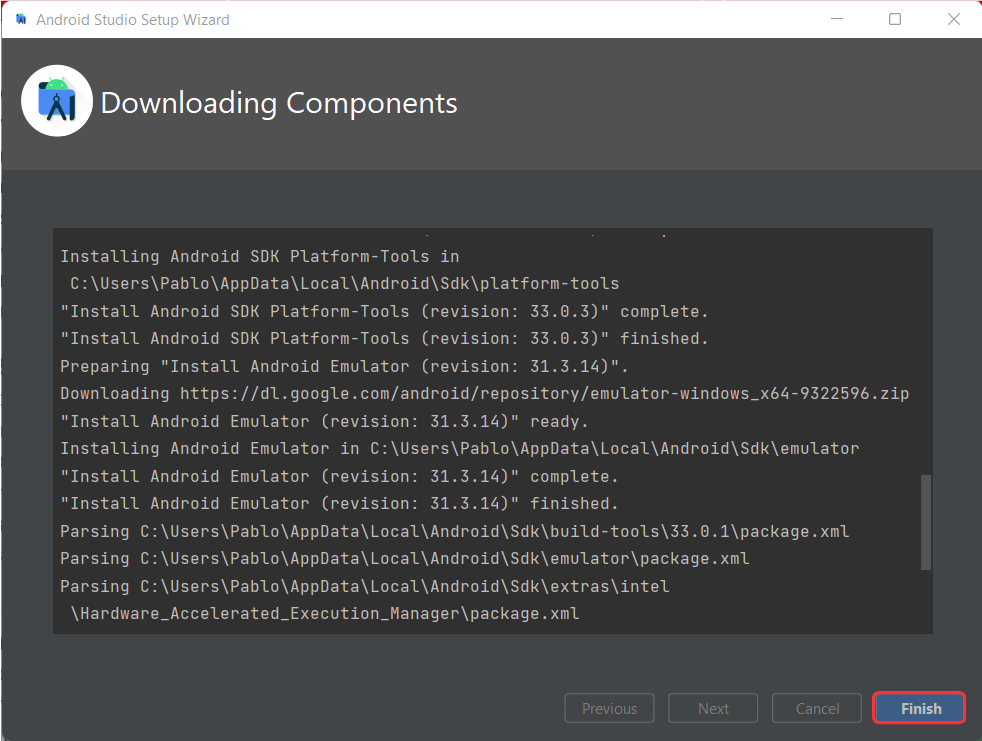 Android Studio Setup Wizard
Downloading Components
Installing Android SDK Platform-Tools in
C:\Users\Pablo\AppData\Local\Android\Sdk\platform-tools
"Install Android SDK Platform-Tools (revision: 33.0.3)" complete.
"Install Android SDK Platform-Tools (revision: 33.0.3)" finished.
Preparing "Install Android Emulator (revision: 31.3.14)".
Downloading https://dl.google.com/android/repository/emulator-windows_x64-9322596.zip
"Install Android Emulator (revision: 31.3.14)" ready.
Installing Android Emulator in C:\Users\Pablo\AppData\Local\Android\Sdk\emulator
"Install Android Emulator (revision: 31.3.14)" complete.
"Install Android Emulator (revision: 31.3.14)" finished.
Parsing C:\Users\Pablo\AppData\Local\Android\Sdk\build-tools\33.0.1\package.xml
Parsing C:\Users\Pablo\AppData\Local\Android\Sdk\emulator\package.xml
Parsing C:\Users\Pablo\AppData\Local\Android\Sdk\extras\intel
\Hardware_Accelerated_Execution_Manager\package.xml
Previous Next Cancel Finish